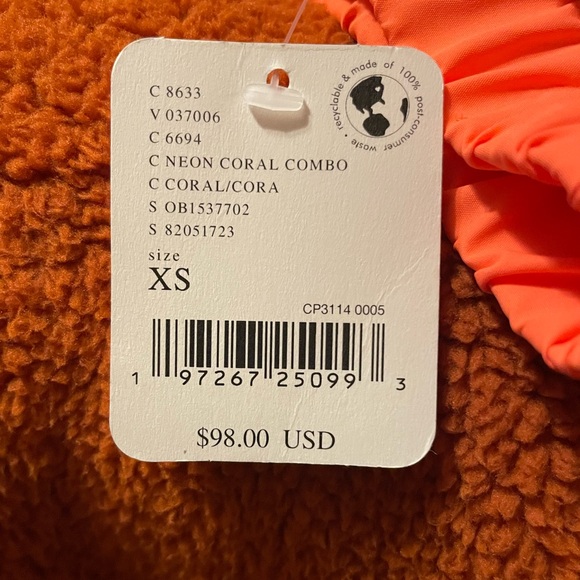 recyclable & made of 100% post-consumer waste •
C 8633
V 037006
C 6694
C NEON CORAL COMBO
C CORAL/CORA
S OB1537702
S 82051723
size
XS
CP3114 0005
1 97267 25099 3
$98.00 USD